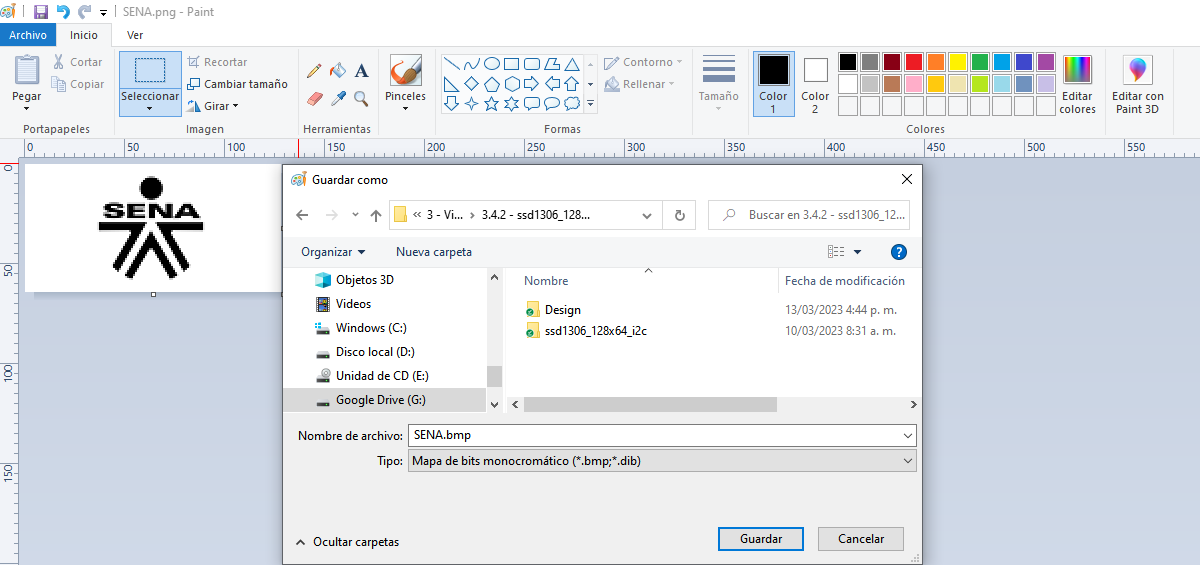 SENA.png - Paint
Archivo
Inicio
Ver
Pegar
Cortar
Copiar
Portapapeles
Seleccionar
Recortar
Cambiar tamaño
Girar
Imagen
A
Herramientas
Pinceles
Contorno
Rellenar
Formas
Tamaño
Color 1
Color 2
Editar colores
Colores
Editar con Paint 3D
0 50 100 150 200 250 300 350 400 450 500 550
0
50
100
150
SENA
Guardar como
« 3 - Vi... > 3.4.2 - ssd1306_128...
Buscar en 3.4.2 - ssd1306_12...
Organizar
Nueva carpeta
?
Objetos 3D
Videos
Windows (C:)
Disco local (D:)
Unidad de CD (E:)
Google Drive (G:)
Nombre Fecha de modificación
Design 13/03/2023 4:44 p. m.
ssd1306_128x64_i2c 10/03/2023 8:31 a. m.
Nombre de archivo: SENA.bmp
Tipo: Mapa de bits monocromático (*.bmp;*.dib)
Ocultar carpetas
Guardar
Cancelar